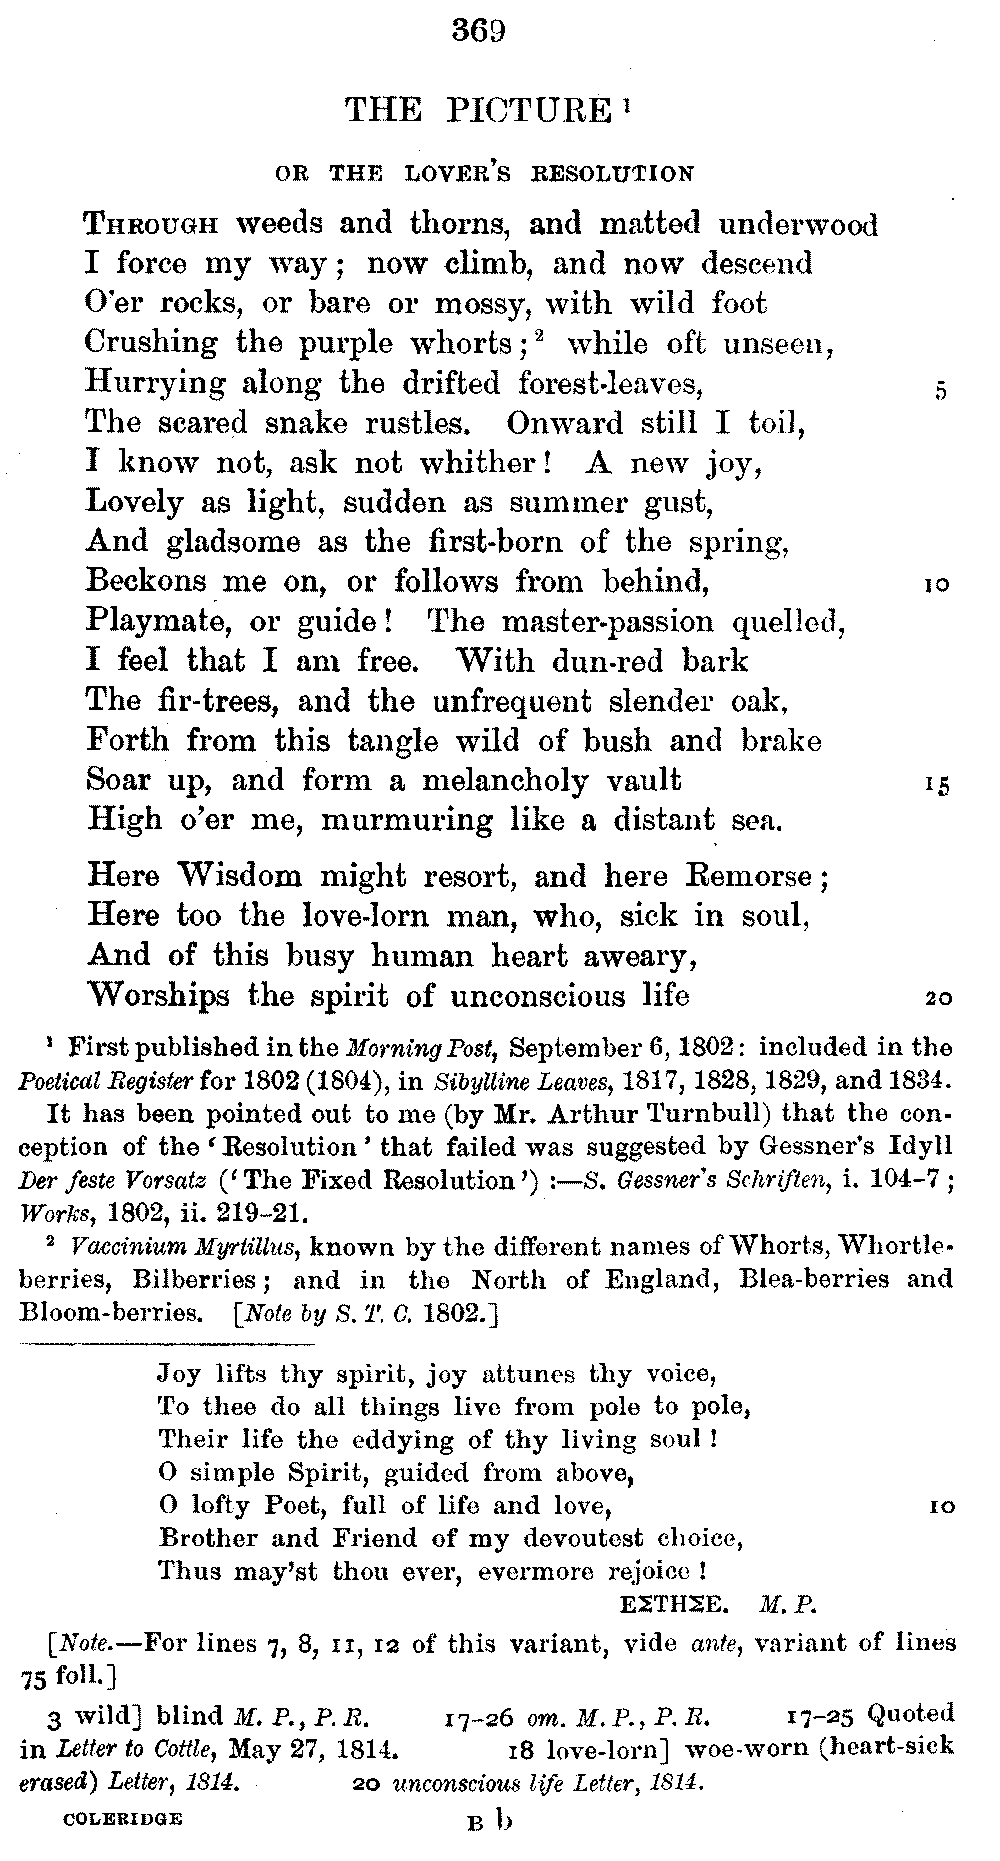 369
THE PICTURE ¹
OR THE LOVER'S RESOLUTION
THROUGH weeds and thorns, and matted underwood
I force my way ; now climb, and now descend
O'er rocks, or bare or mossy, with wild foot
Crushing the purple whorts ; ² while oft unseen,
Hurrying along the drifted forest-leaves, 5
The scared snake rustles. Onward still I toil,
I know not, ask not whither ! A new joy,
Lovely as light, sudden as summer gust,
And gladsome as the first-born of the spring,
Beckons me on, or follows from behind, 10
Playmate, or guide ! The master-passion quelled,
I feel that I am free. With dun-red bark
The fir-trees, and the unfrequent slender oak,
Forth from this tangle wild of bush and brake
Soar up, and form a melancholy vault 15
High o'er me, murmuring like a distant sea.
Here Wisdom might resort, and here Remorse ;
Here too the love-lorn man, who, sick in soul,
And of this busy human heart aweary,
Worships the spirit of unconscious life 20
¹ First published in the Morning Post, September 6, 1802 : included in the
Poetical Register for 1802 (1804), in Sibylline Leaves, 1817, 1828, 1829, and 1834.
It has been pointed out to me (by Mr. Arthur Turnbull) that the con-
ception of the ' Resolution ' that failed was suggested by Gessner's Idyll
Der feste Vorsatz (' The Fixed Resolution ') :—S. Gessner's Schriften, i. 104-7 ;
Works, 1802, ii. 219-21.
² Vaccinium Myrtillus, known by the different names of Whorts, Whortle-
berries, Bilberries ; and in the North of England, Blea-berries and
Bloom-berries. [Note by S. T. C. 1802.]
Joy lifts thy spirit, joy attunes thy voice,
To thee do all things live from pole to pole,
Their life the eddying of thy living soul !
O simple Spirit, guided from above,
O lofty Poet, full of life and love, 10
Brother and Friend of my devoutest choice,
Thus may'st thou ever, evermore rejoice !
ΕΣΤΗΣΕ. M. P.
[Note.—For lines 7, 8, 11, 12 of this variant, vide ante, variant of lines
75 foll.]
3 wild] blind M. P., P. R. 17-26 om. M. P., P. R. 17-25 Quoted
in Letter to Cottle, May 27, 1814. 18 love-lorn] woe-worn (heart-sick
erased) Letter, 1814. 20 unconscious life Letter, 1814.
COLERIDGE B b